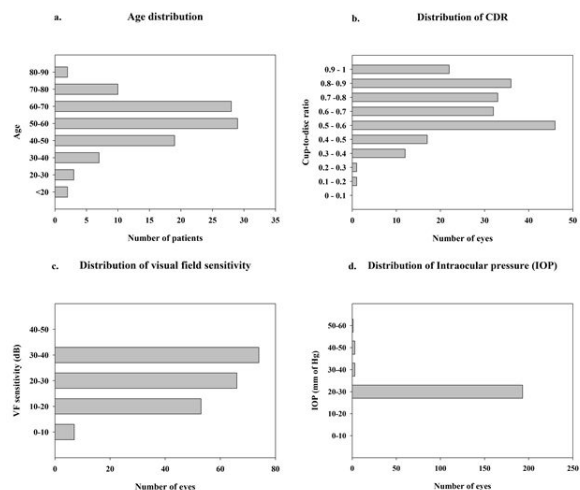 a. Age distribution
80-90
70-80
60-70
50-60
40-50
30-40
20-30
<20
Age
0 5 10 15 20 25 30 35
Number of patients
b. Distribution of CDR
0.9 - 1
0.8- 0.9
0.7 -0.8
0.6 - 0.7
0.5 - 0.6
0.4 - 0.5
0.3 - 0.4
0.2 - 0.3
0.1 - 0.2
0 - 0.1
Cup-to-disc ratio
0 10 20 30 40 50
Number of eyes
c. Distribution of visual field sensitivity
40-50
30-40
20-30
10-20
0-10
VF sensitivity (dB)
0 20 40 60 80
Number of eyes
d. Distribution of Intraocular pressure (IOP)
50-60
40-50
30-40
20-30
10-20
0-10
IOP (mm of Hg)
0 50 100 150 200 250
Number of eyes